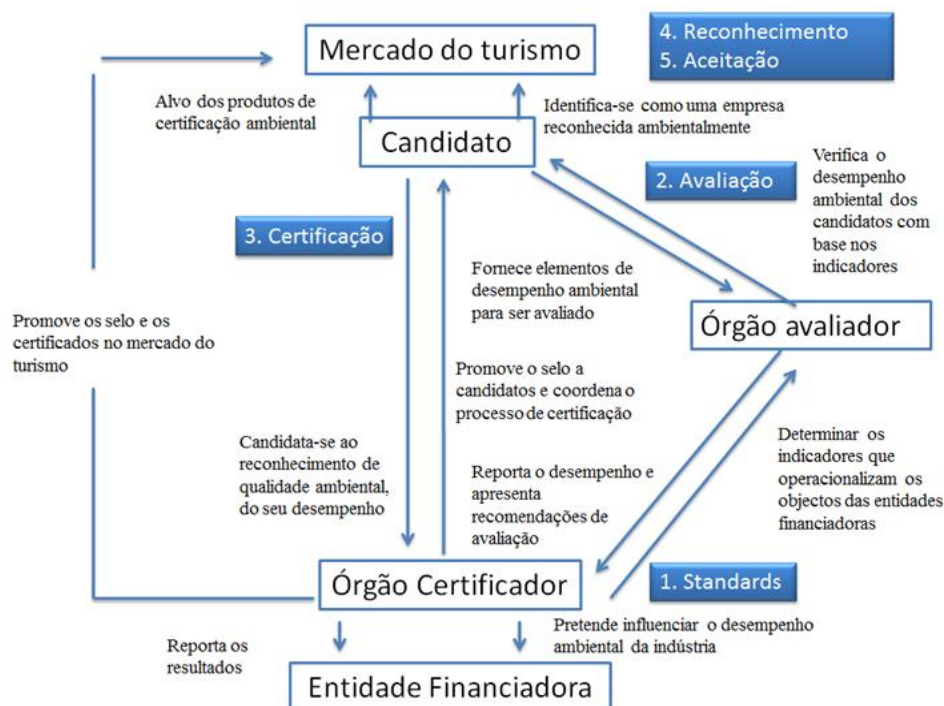 Mercado do turismo
4. Reconhecimento
5. Aceitação
Alvo dos produtos de
certificação ambiental
Identifica-se como uma empresa
reconhecida ambientalmente
Candidato
2. Avaliação
Verifica o
desempenho
ambiental dos
candidatos com
base nos
indicadores
3. Certificação
Fornece elementos de
desempenho ambiental
para ser avaliado
Órgão avaliador
Promove os selo e os
certificados no mercado do
turismo
Promove o selo a
candidatos e coordena o
processo de certificação
Candidata-se ao
reconhecimento de
qualidade ambiental,
do seu desempenho
Reporta o desempenho e
apresenta
recomendações de
avaliação
Determinar os
indicadores que
operacionalizam os
objectos das entidades
financiadoras
Órgão Certificador
1. Standards
Reporta os
resultados
Pretende influenciar o desempenho
ambiental da indústria
Entidade Financiadora